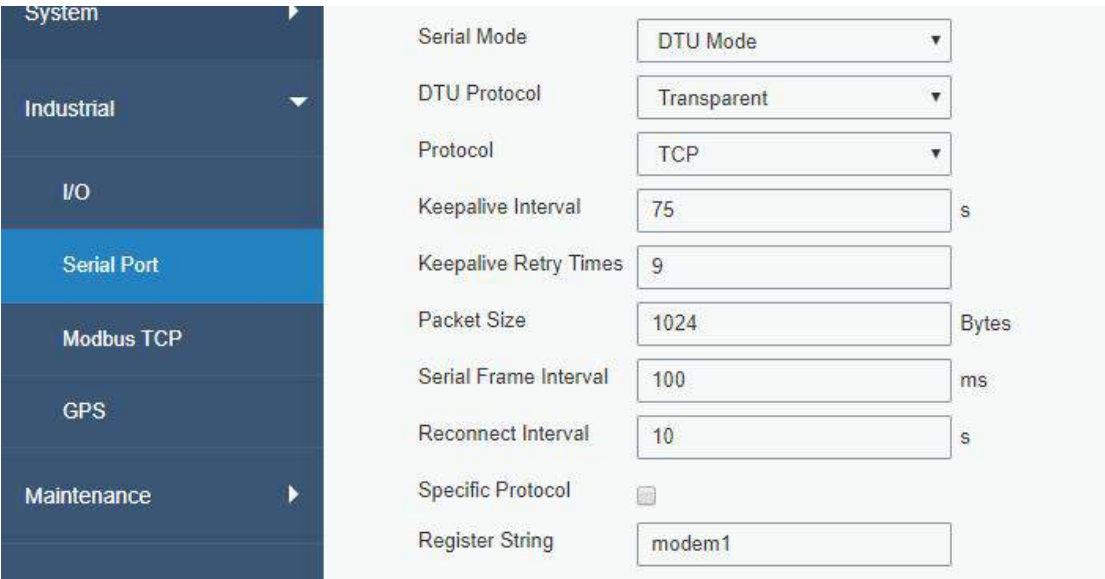 System
Industrial
I/O
Serial Port
Modbus TCP
GPS
Maintenance
Serial Mode DTU Mode
DTU Protocol Transparent
Protocol TCP
Keepalive Interval 75 s
Keepalive Retry Times 9
Packet Size 1024 Bytes
Serial Frame Interval 100 ms
Reconnect Interval 10 s
Specific Protocol
Register String modem1